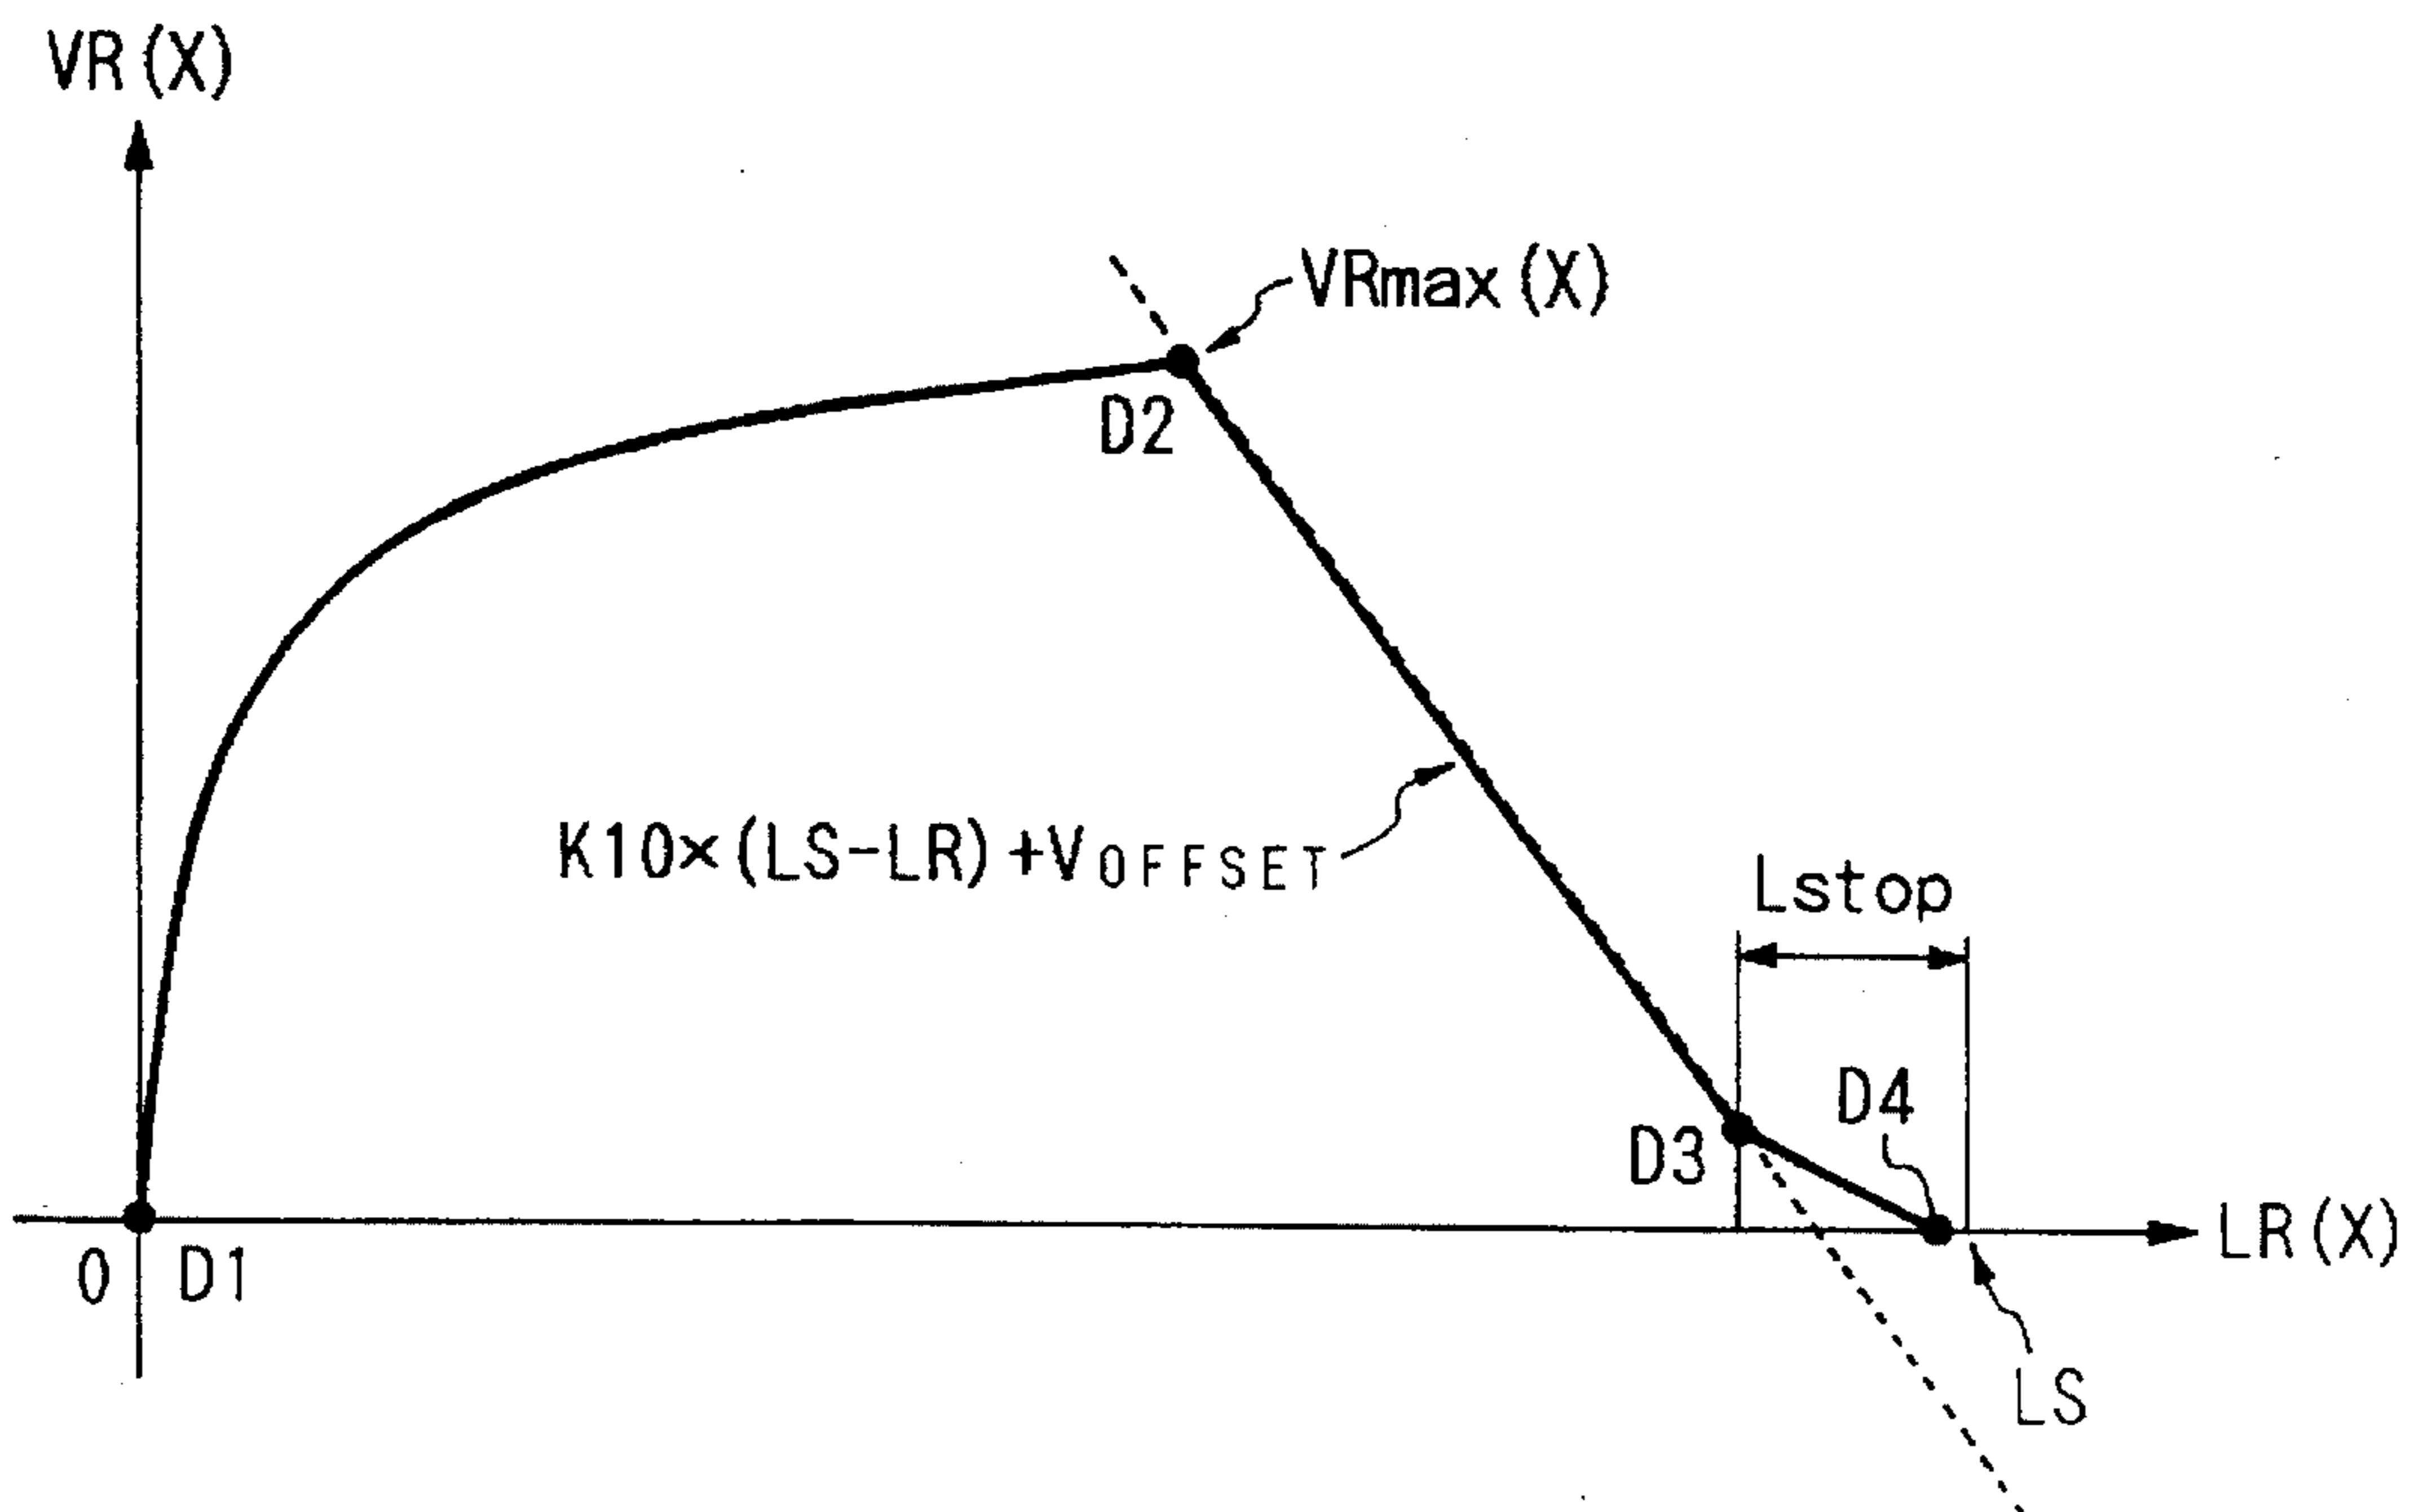 VR(X)
VRmax(X)
D2
K10×(LS-LR)+VOFFSET
Lstop
D4
D3
LR(X)
0
D1
LS